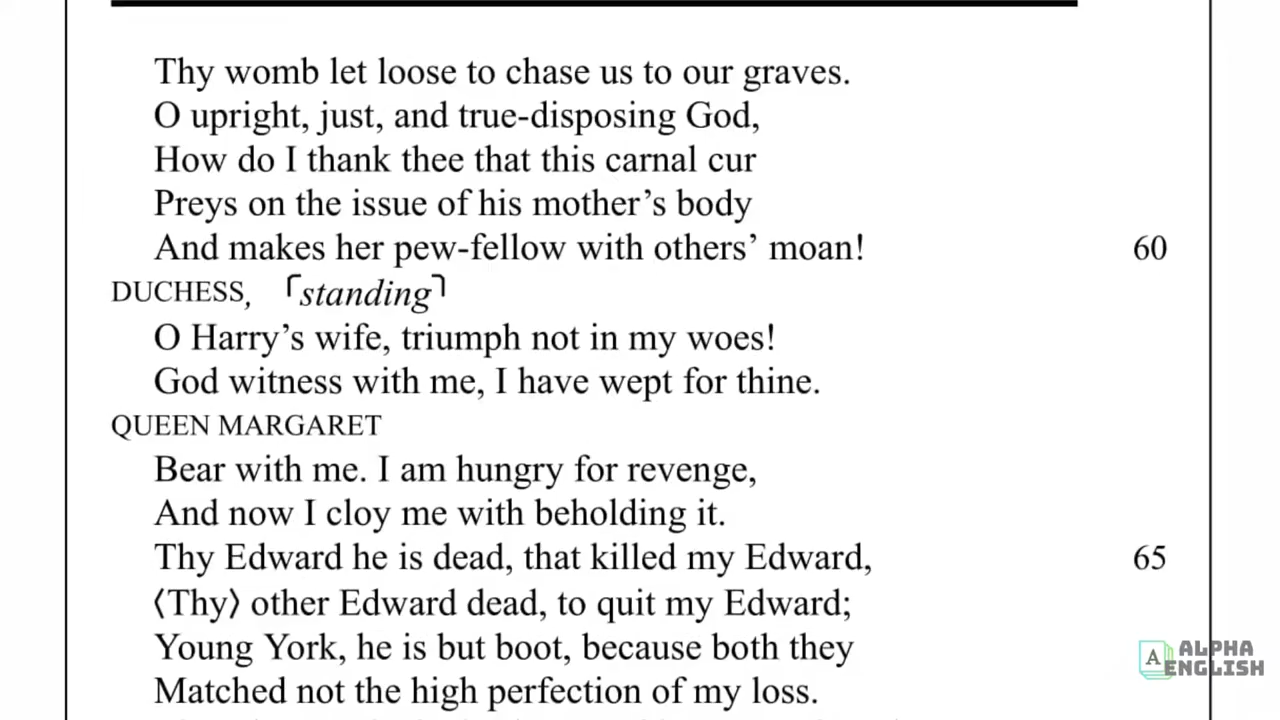 Thy womb let loose to chase us to our graves.
O upright, just, and true-disposing God,
How do I thank thee that this carnal cur
Preys on the issue of his mother’s body
And makes her pew-fellow with others’ moan! 60
DUCHESS, ⌜standing⌝
O Harry’s wife, triumph not in my woes!
God witness with me, I have wept for thine.
QUEEN MARGARET
Bear with me. I am hungry for revenge,
And now I cloy me with beholding it.
Thy Edward he is dead, that killed my Edward, 65
⟨Thy⟩ other Edward dead, to quit my Edward;
Young York, he is but boot, because both they
Matched not the high perfection of my loss.
A ALPHA
ENGLISH